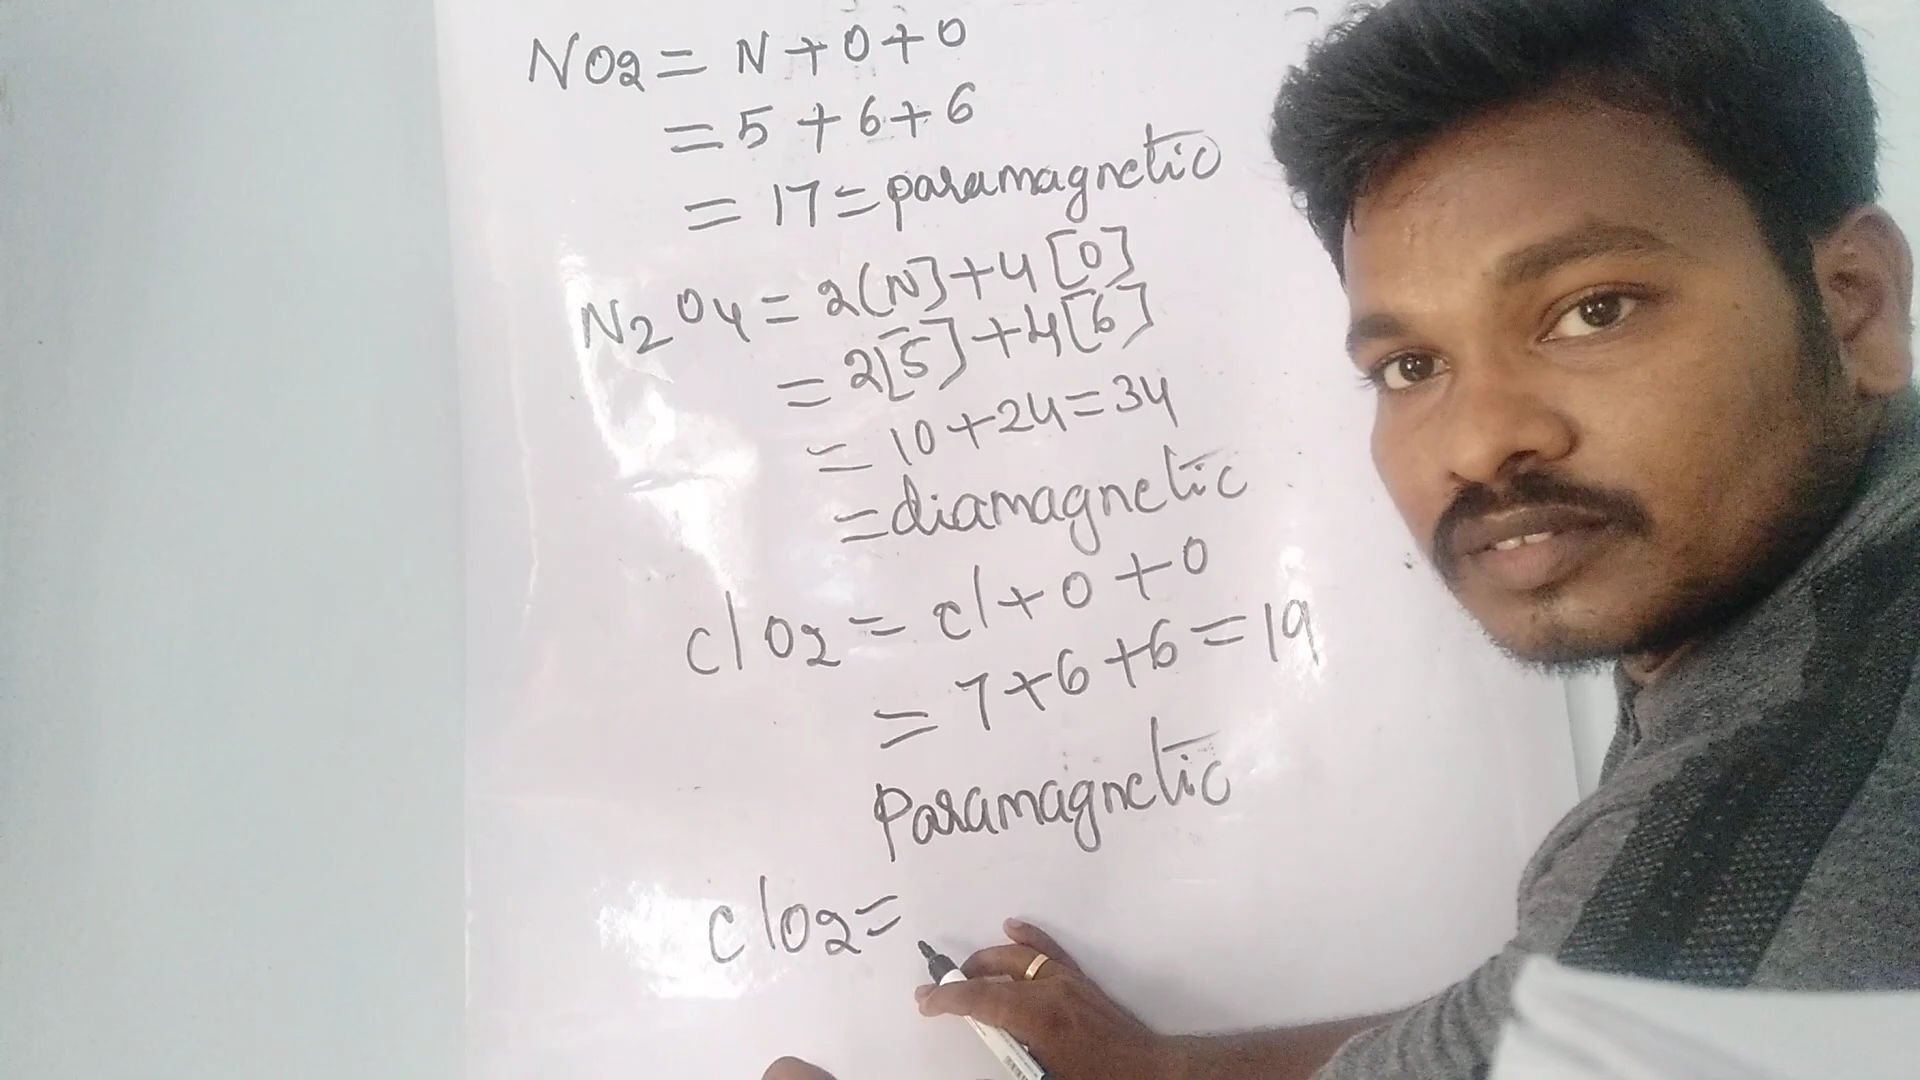 NO2 = N + O + O
= 5 + 6 + 6
= 17 = paramagnetic
N2O4 = 2(N] + 4[O]
= 2[5] + 4[6]
= 10 + 24 = 34
= diamagnetic
ClO2 = Cl + O + O
= 7 + 6 + 6 = 19
Paramagnetic
ClO2 =